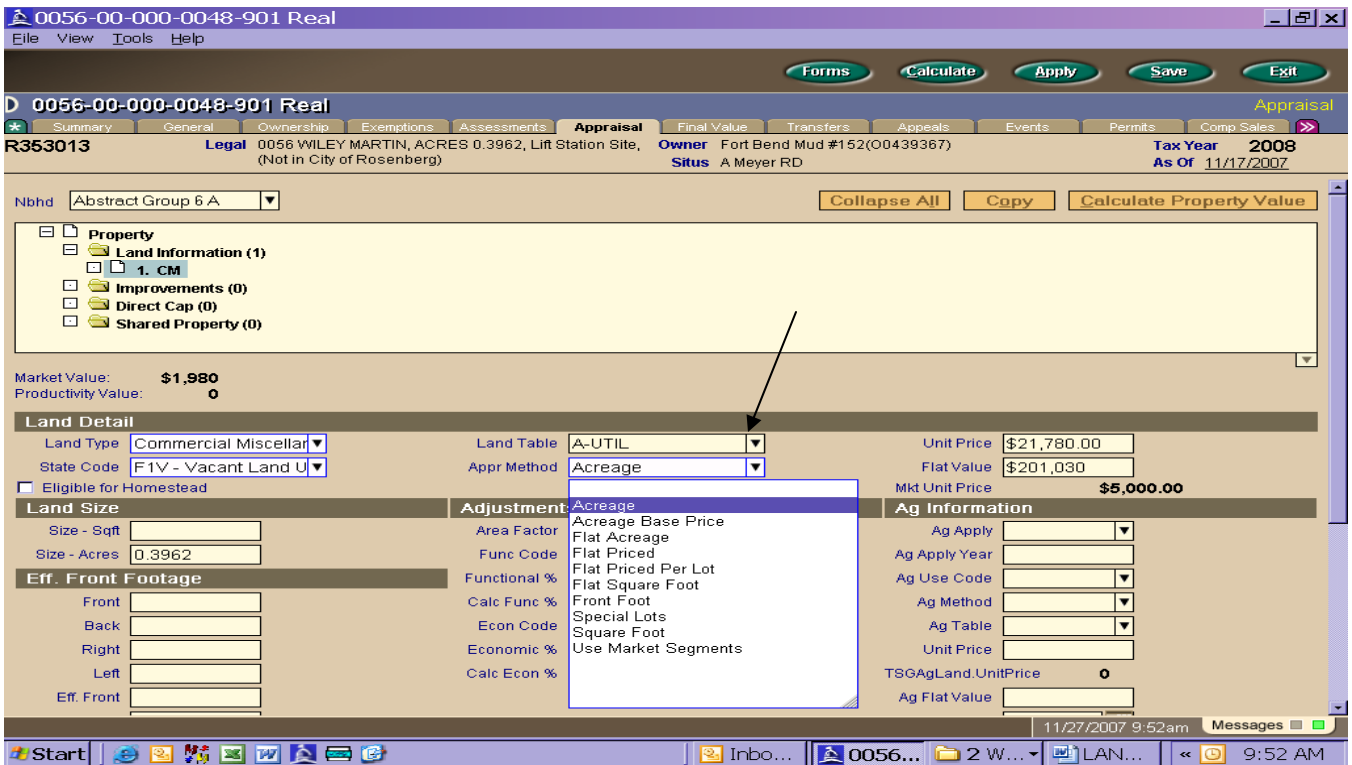 0056-00-000-0048-901 Real
File View Tools Help
Forms Calculate Apply Save Exit
0056-00-000-0048-901 Real Appraisal
Summary General Ownership Exemptions Assessments Appraisal Final Value Transfers Appeals Events Permits Comp Sales
R353013 Legal 0056 WILEY MARTIN, ACRES 0.3962, Lift Station Site, Owner Fort Bend Mud #152(O0439367) Tax Year 2008
(Not in City of Rosenberg) Situs A Meyer RD As Of 11/17/2007
Nbhd Abstract Group 6 A Collapse All Copy Calculate Property Value
Property
Land Information (1)
1. CM
Improvements (0)
Direct Cap (0)
Shared Property (0)
Market Value: $1,980
Productivity Value: 0
Land Detail
Land Type Commercial Miscellar Land Table A-UTIL Unit Price $21,780.00
State Code F1V - Vacant Land U Appr Method Acreage Flat Value $201,030
Eligible for Homestead Mkt Unit Price $5,000.00
Land Size Adjustment Acreage Ag Information
Size - Sqft Area Factor Acreage Base Price Ag Apply
Flat Acreage
Size - Acres 0.3962 Func Code Flat Priced Ag Apply Year
Eff. Front Footage Functional % Flat Priced Per Lot Ag Use Code
Flat Square Foot
Front Calc Func % Front Foot Ag Method
Back Econ Code Special Lots Ag Table
Square Foot
Right Economic % Use Market Segments Unit Price
Left Calc Econ % TSGAgLand.UnitPrice 0
Eff. Front Ag Flat Value
11/27/2007 9:52am Messages
Start Inbo... 0056... 2 W... LAN... « 9:52 AM